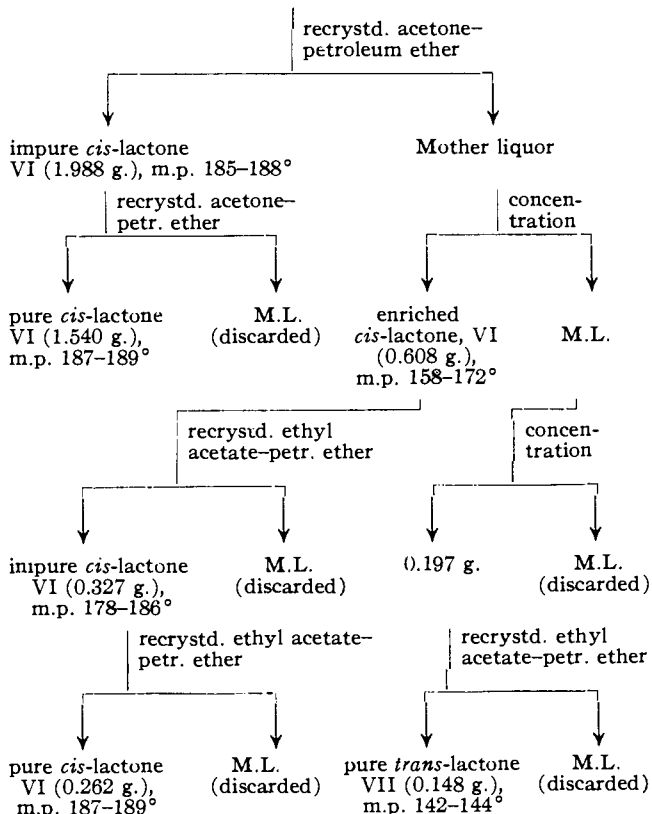 recrystd. acetone–
petroleum ether
impure cis-lactone
VI (1.988 g.), m.p. 185–188°
Mother liquor
recrystd. acetone–
petr. ether
concen-
tration
pure cis-lactone
VI (1.540 g.),
m.p. 187–189°
M.L.
(discarded)
enriched
cis-lactone, VI
(0.608 g.),
m.p. 158–172°
M.L.
recrystd. ethyl
acetate–petr. ether
concen-
tration
impure cis-lactone
VI (0.327 g.),
m.p. 178–186°
M.L.
(discarded)
0.197 g.
M.L.
(discarded)
recrystd. ethyl acetate–
petr. ether
recrystd. ethyl
acetate–petr. ether
pure cis-lactone
VI (0.262 g.),
m.p. 187–189°
M.L.
(discarded)
pure trans-lactone
VII (0.148 g.),
m.p. 142–144°
M.L.
(discarded)